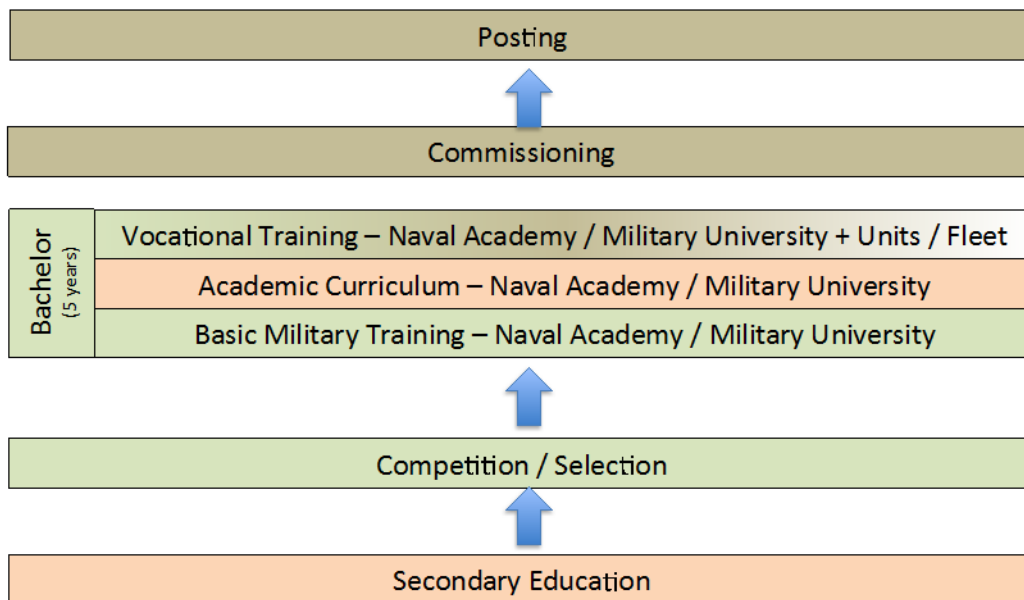 Posting
Commissioning
Bachelor
(5 years)
Vocational Training – Naval Academy / Military University + Units / Fleet
Academic Curriculum – Naval Academy / Military University
Basic Military Training – Naval Academy / Military University
Competition / Selection
Secondary Education